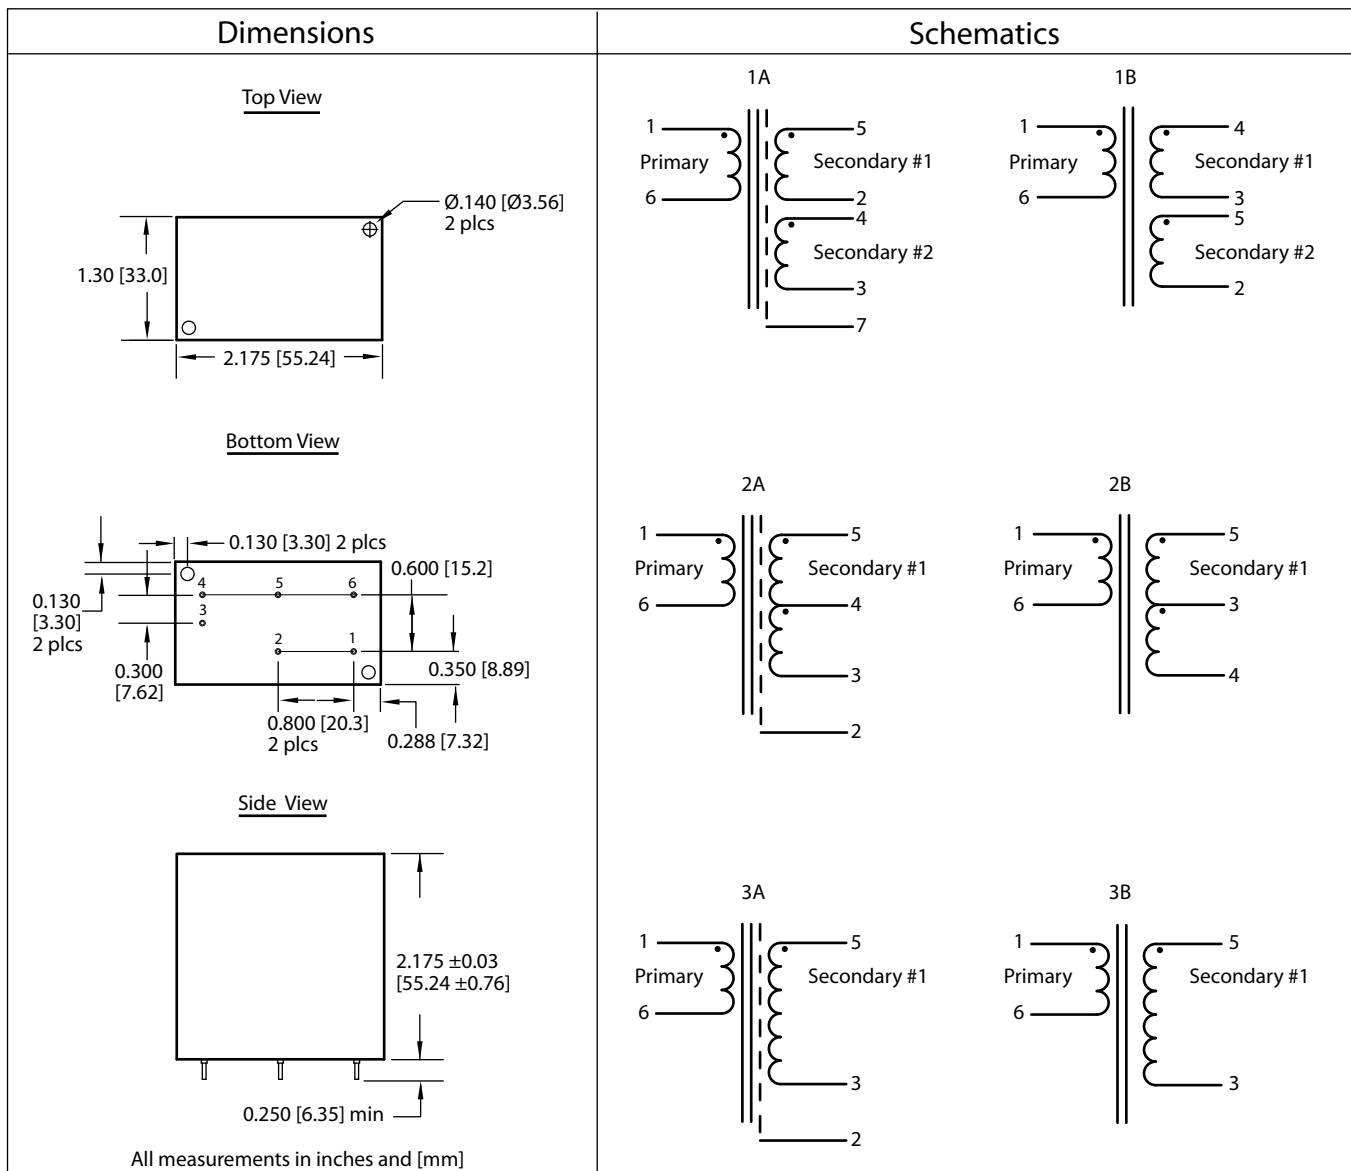 Dimensions
Schematics
Top View
Ø.140 [Ø3.56]
2 plcs
1.30 [33.0]
2.175 [55.24]
Bottom View
0.130 [3.30] 2 plcs
0.600 [15.2]
0.130
[3.30]
2 plcs
4
5
6
3
2
1
0.300
[7.62]
0.350 [8.89]
0.800 [20.3]
2 plcs
0.288 [7.32]
Side View
2.175 ±0.03
[55.24 ±0.76]
0.250 [6.35] min
All measurements in inches and [mm]
1A
1
5
Primary
Secondary #1
6
2
4
Secondary #2
3
7
1B
1
4
Primary
Secondary #1
6
3
5
Secondary #2
2
2A
1
5
Primary
Secondary #1
6
4
3
2
2B
1
5
Primary
Secondary #1
6
3
4
3A
1
5
Primary
Secondary #1
6
3
2
3B
1
5
Primary
Secondary #1
6
3